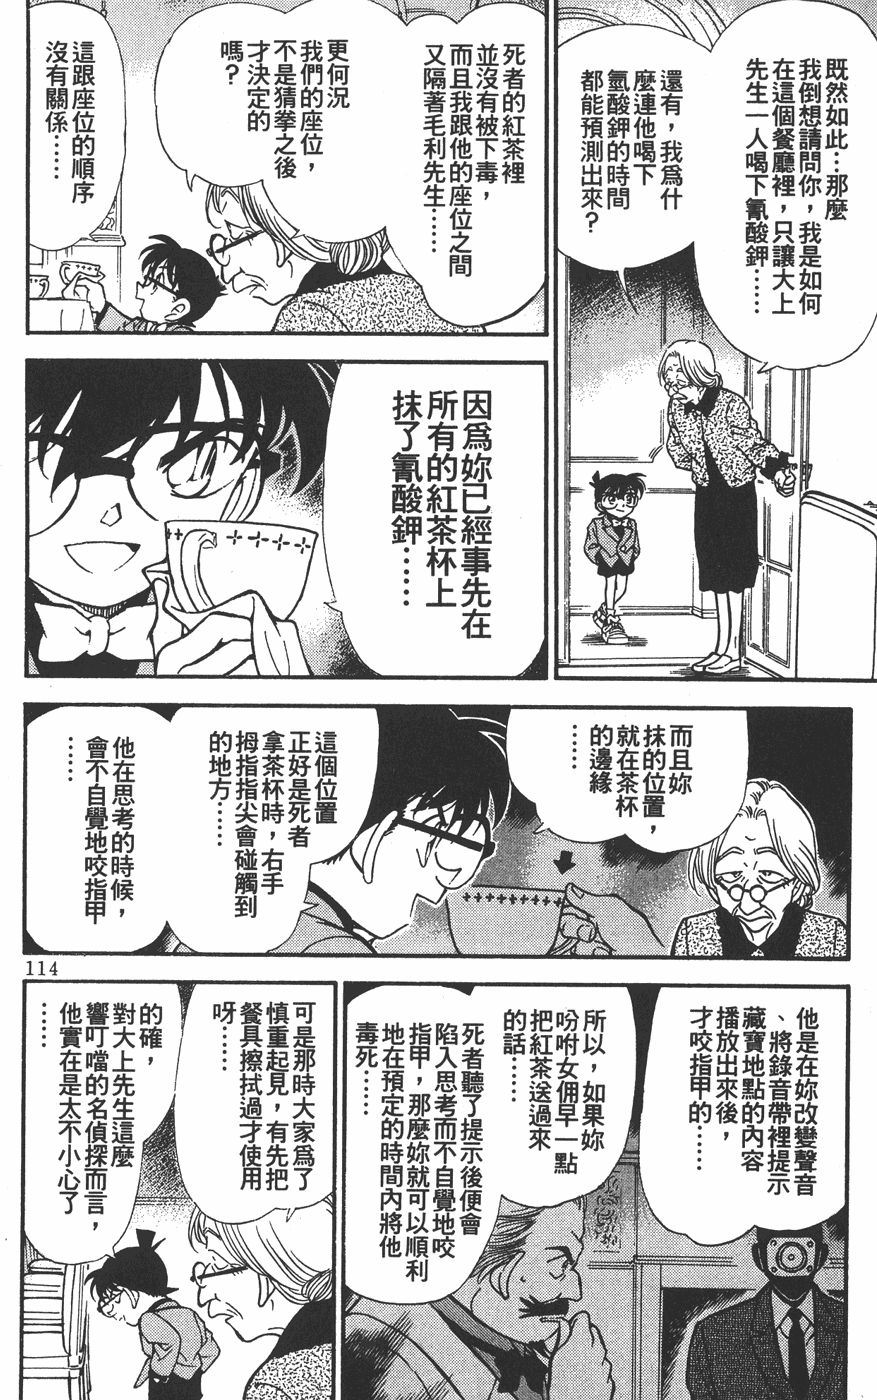 既然如此…那麼
我倒想請問你，我是如何
在這個餐廳裡，只讓大上
先生一人喝下氰酸鉀……
還有，我為什
麼連他喝下
氫酸鉀的時間
都能預測出來？
死者的紅茶裡
並沒有被下毒，
而且我跟他的座位之間
又隔著毛利先生……
更何況
我們的座位，
不是猜拳之後
才決定的
嗎？
這跟座位的順序
沒有關係……
因為妳已經事先在
所有的紅茶杯上
抹了氰酸鉀……
而且妳
抹的位置，
就在茶杯
的邊緣
……
這個位置
正好是死者
拿茶杯時，右手
拇指指尖會碰觸到
的地方……
他在思考的時候，
會不自覺地咬指甲
……
114
他是在妳改變聲音
、將錄音帶裡提示
藏寶地點的內容
播放出來後，
才咬指甲的……
所以，如果妳
吩咐女佣早一點
把紅茶送過來
的話……
死者聽了提示後便會
陷入思考而不自覺地咬
指甲，那麼妳就可以順利
地在預定的時間內將他
毒死……
可是那時大家為了
慎重起見，有先把
餐具擦拭過才使用
呀……
的確，
對大上先生這麼
響叮噹的名偵探而言，
他實在是太不小心了
……